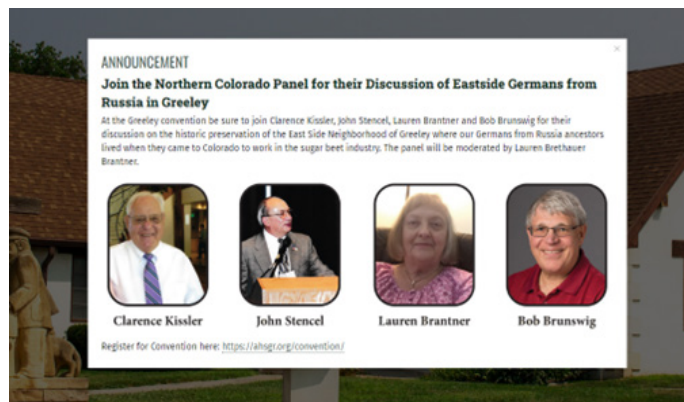 ×
ANNOUNCEMENT
Join the Northern Colorado Panel for their Discussion of Eastside Germans from
Russia in Greeley
At the Greeley convention be sure to join Clarence Kissler, John Stencel, Lauren Brantner and Bob Brunswig for their
discussion on the historic preservation of the East Side Neighborhood of Greeley where our Germans from Russia ancestors
lived when they came to Colorado to work in the sugar beet industry. The panel will be moderated by Lauren Brethauer
Brantner.
Clarence Kissler John Stencel Lauren Brantner Bob Brunswig
Register for Convention here: https://ahsgr.org/convention/